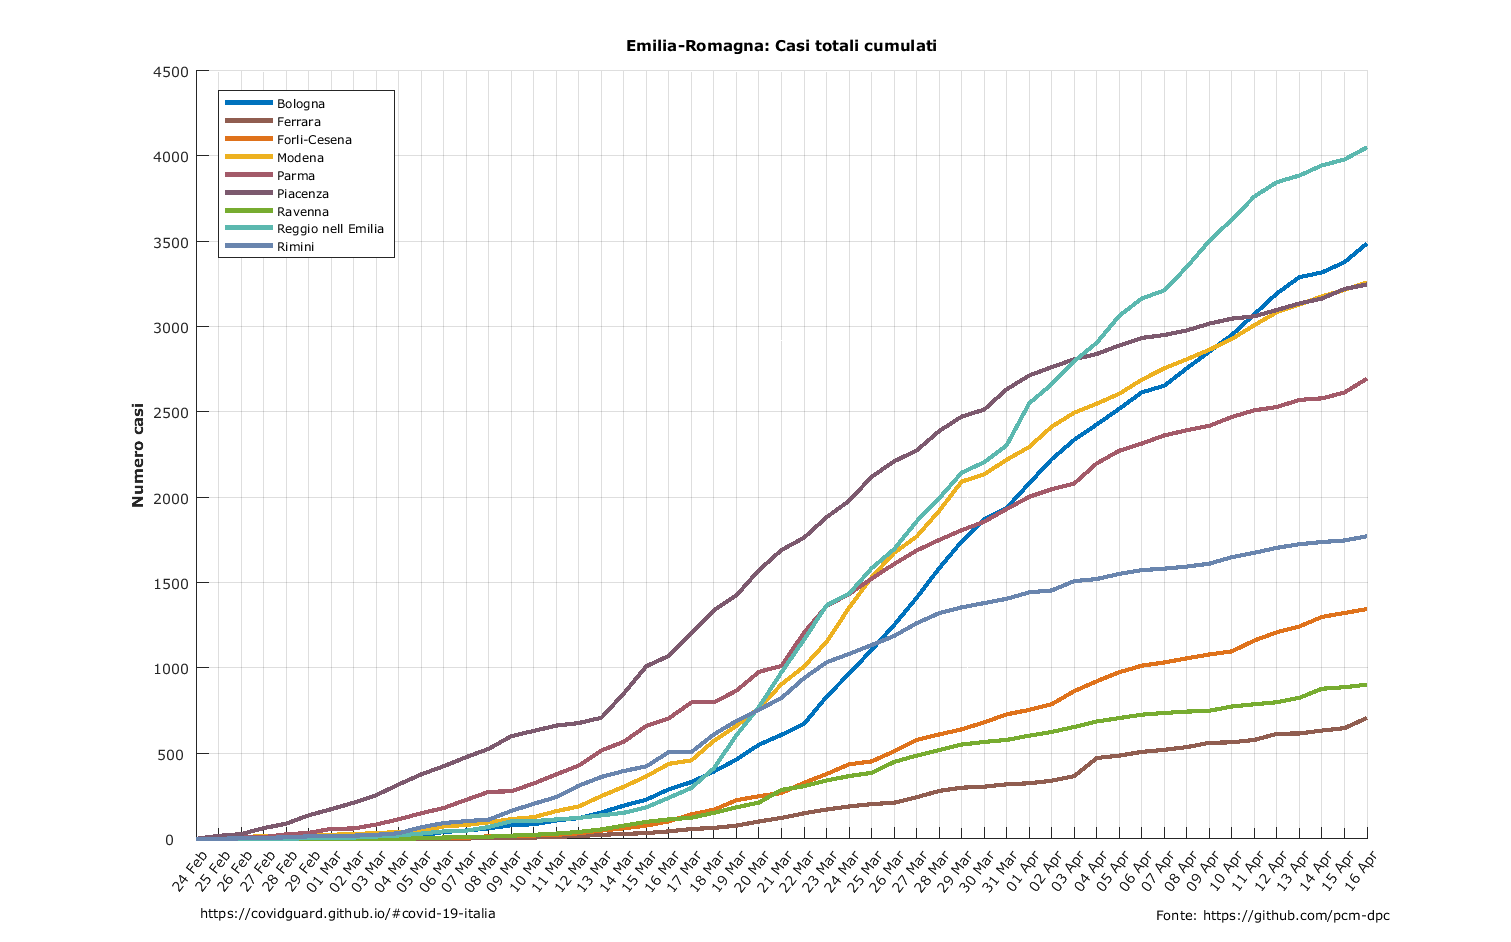 Emilia-Romagna: Casi totali cumulati
4500
4000
3500
3000
2500
2000
1500
1000
500
0
Numero casi
Bologna
Ferrara
Forli-Cesena
Modena
Parma
Piacenza
Ravenna
Reggio nell Emilia
Rimini
24 Feb
25 Feb
26 Feb
27 Feb
28 Feb
29 Feb
01 Mar
02 Mar
03 Mar
04 Mar
05 Mar
06 Mar
07 Mar
08 Mar
09 Mar
10 Mar
11 Mar
12 Mar
13 Mar
14 Mar
15 Mar
16 Mar
17 Mar
18 Mar
19 Mar
20 Mar
21 Mar
22 Mar
23 Mar
24 Mar
25 Mar
26 Mar
27 Mar
28 Mar
29 Mar
30 Mar
31 Mar
01 Apr
02 Apr
03 Apr
04 Apr
05 Apr
06 Apr
07 Apr
08 Apr
09 Apr
10 Apr
11 Apr
12 Apr
13 Apr
14 Apr
15 Apr
16 Apr
https://covidguard.github.io/#covid-19-italia
Fonte: https://github.com/pcm-dpc